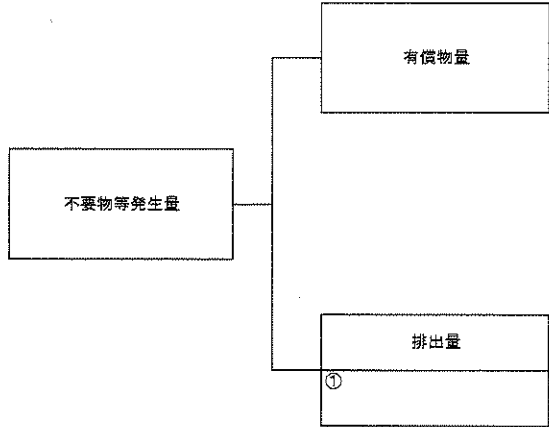 有償物量
不要物等発生量
排出量
①